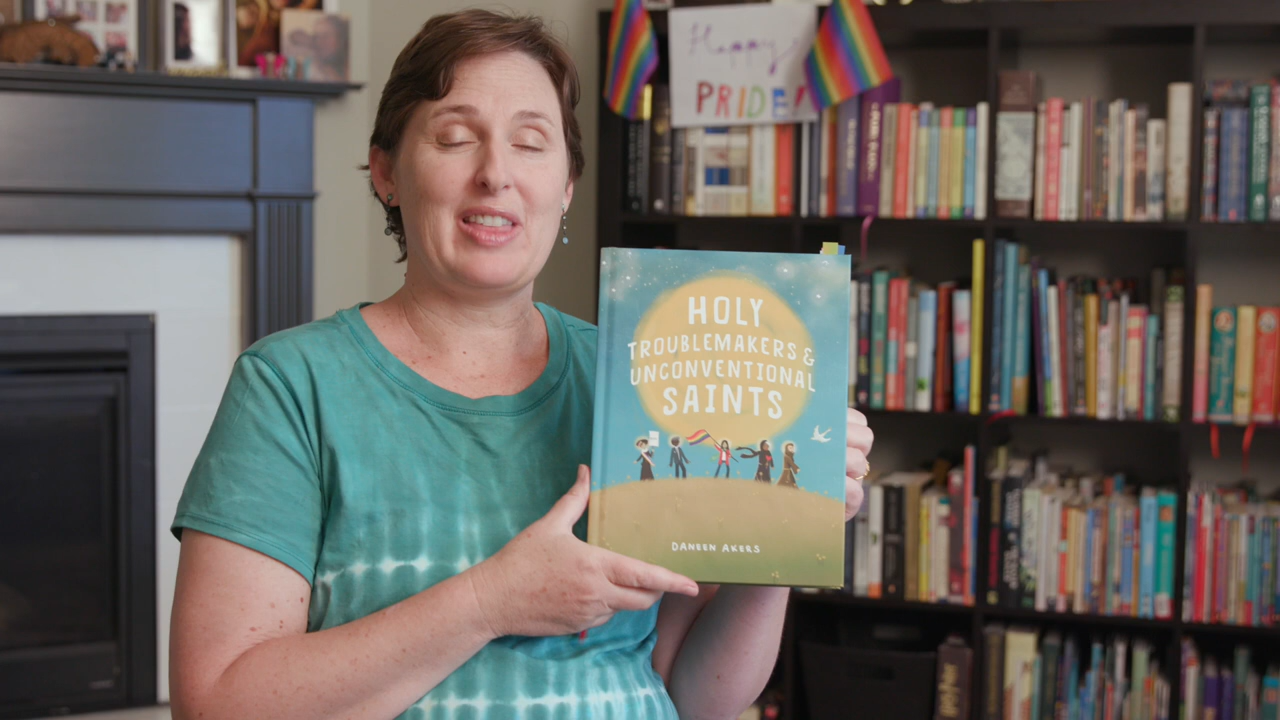 Happy
PRIDE!
HOLY
TROUBLEMAKERS &
UNCONVENTIONAL
SAINTS
DANEEN AKERS